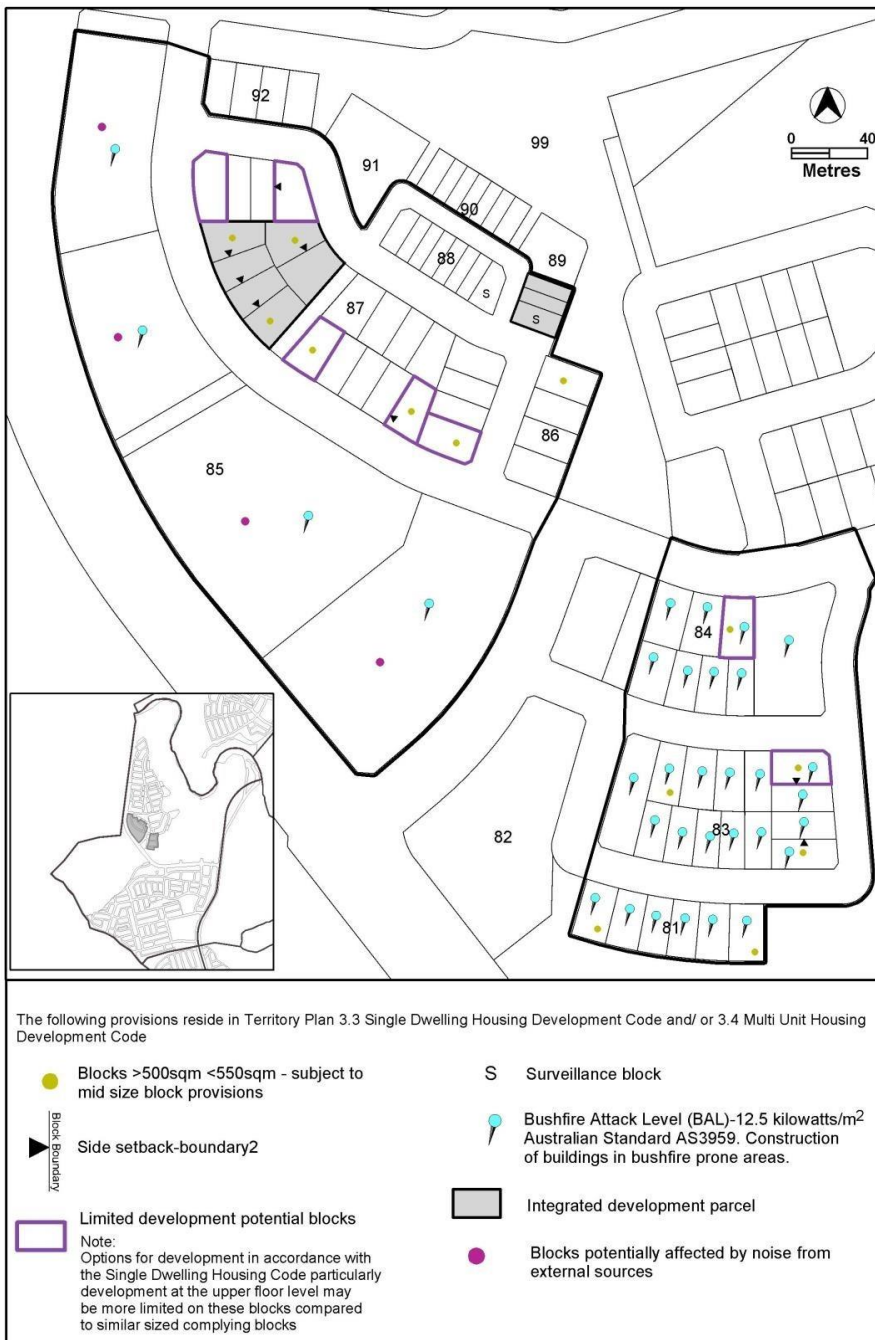 92
99
91
0 40
Metres
90
89
88
S
S
87
86
85
84
83
82
81
The following provisions reside in Territory Plan 3.3 Single Dwelling Housing Development Code and/ or 3.4 Multi Unit Housing
Development Code
Blocks >500sqm <550sqm - subject to
mid size block provisions
Block Boundary
Side setback-boundary2
Limited development potential blocks
Note:
Options for development in accordance with
the Single Dwelling Housing Code particularly
development at the upper floor level may
be more limited on these blocks compared
to similar sized complying blocks
S Surveillance block
Bushfire Attack Level (BAL)-12.5 kilowatts/m²
Australian Standard AS3959. Construction
of buildings in bushfire prone areas.
Integrated development parcel
Blocks potentially affected by noise from
external sources